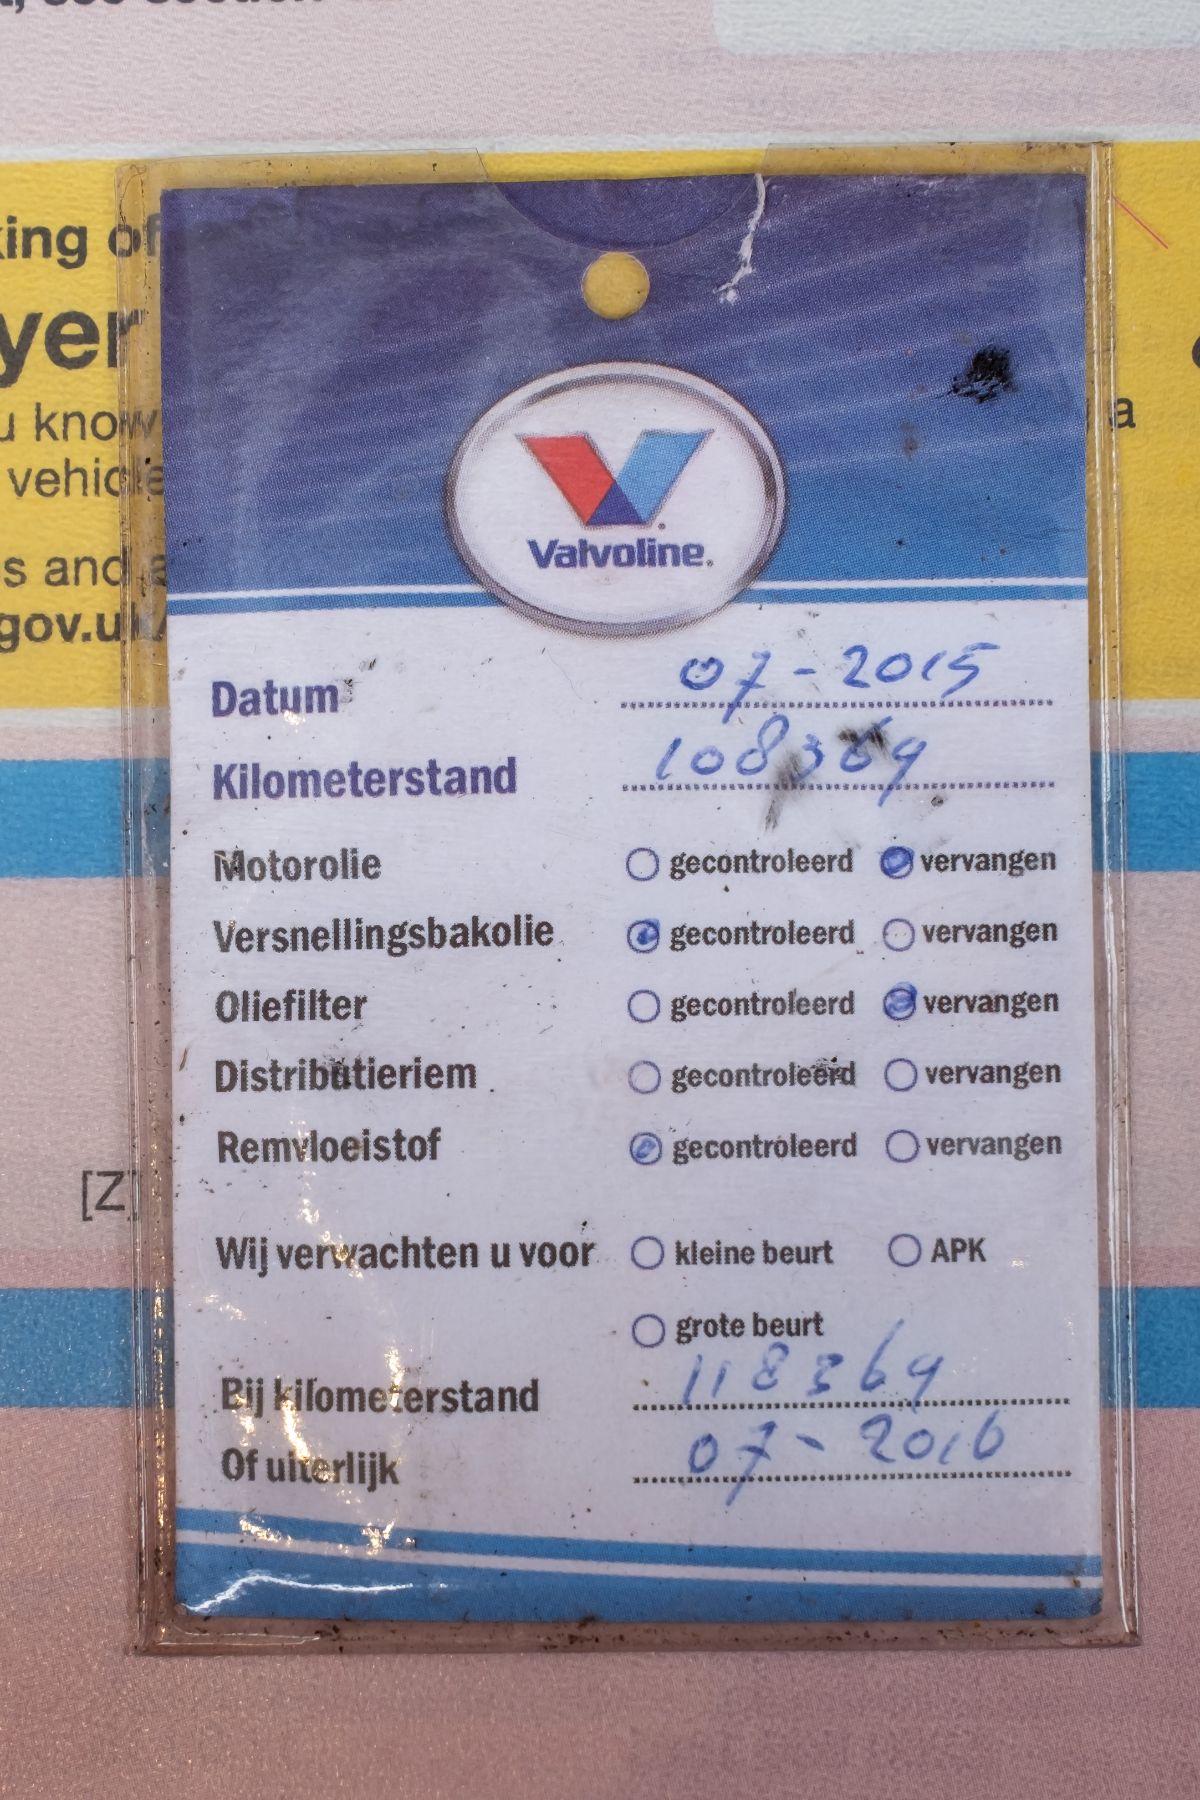 king of
yer
u know
a
vehicle
s and a
gov.uk/
[Z]
Valvoline
Datum 07-2015
Kilometerstand 108369
Motorolie gecontroleerd vervangen
Versnellingsbakolie gecontroleerd vervangen
Oliefilter gecontroleerd vervangen
Distributieriem gecontroleerd vervangen
Remvloeistof gecontroleerd vervangen
Wij verwachten u voor kleine beurt APK
grote beurt
Bij kilometerstand 118369
Of uiterlijk 07-2016